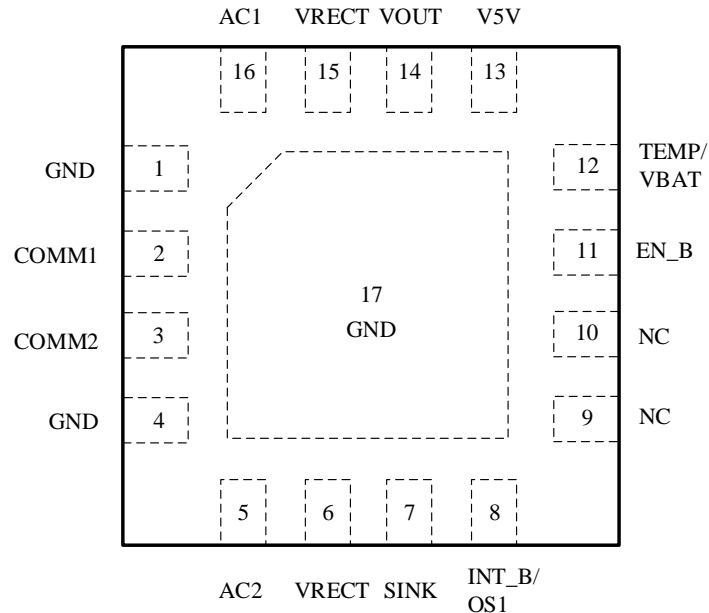 AC1 VRECT VOUT V5V
16 15 14 13
GND 1 12 TEMP/
VBAT
COMM1 2 11 EN_B
17
GND
COMM2 3 10 NC
GND 4 9 NC
5 6 7 8
AC2 VRECT SINK INT_B/
OS1